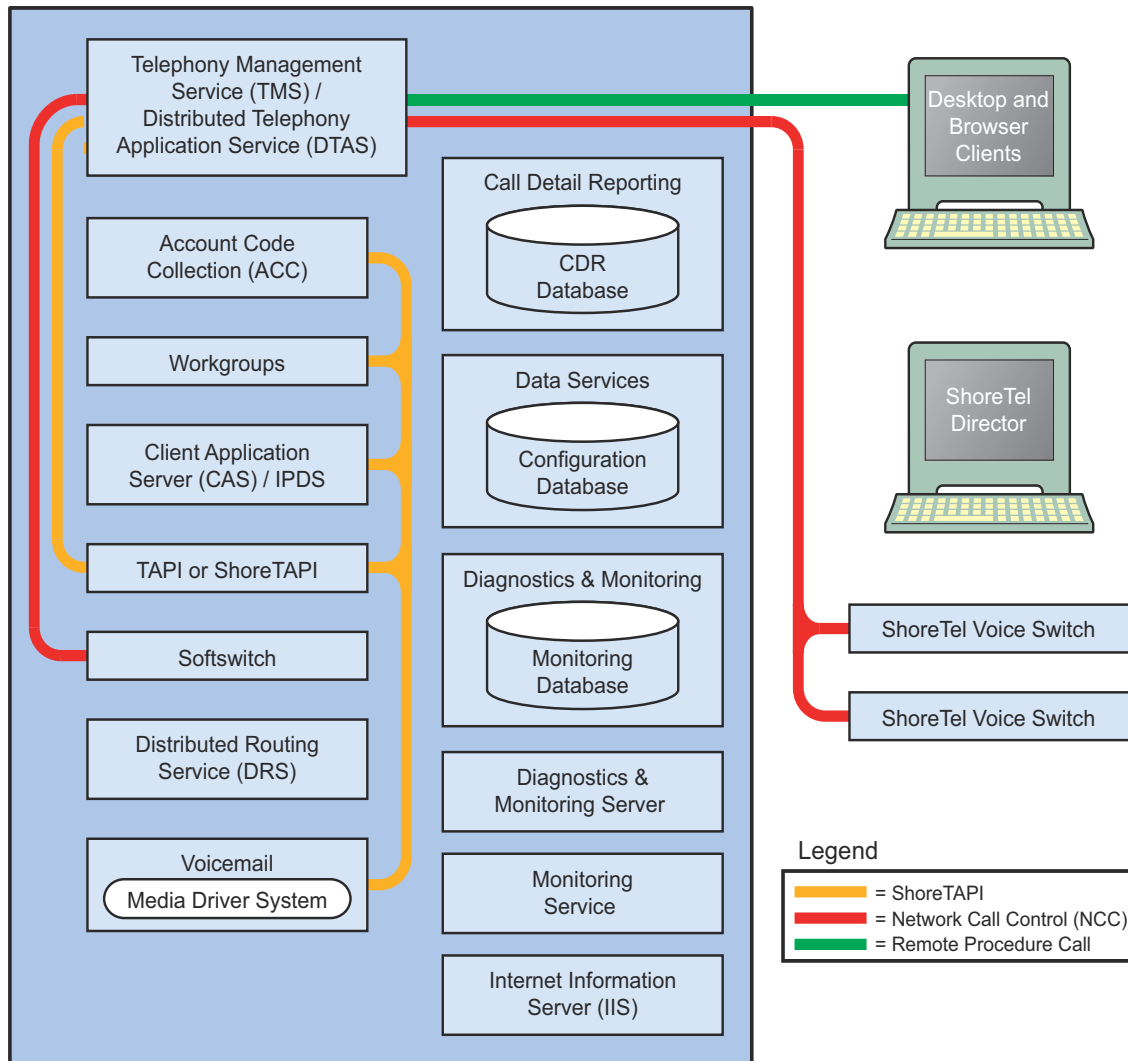 Telephony Management
Service (TMS) /
Distributed Telephony
Application Service (DTAS)
Account Code
Collection (ACC)
Workgroups
Client Application
Server (CAS) / IPDS
TAPI or ShoreTAPI
Softswitch
Distributed Routing
Service (DRS)
Voicemail
Media Driver System
Call Detail Reporting
CDR
Database
Data Services
Configuration
Database
Diagnostics & Monitoring
Monitoring
Database
Diagnostics &
Monitoring Server
Monitoring
Service
Internet Information
Server (IIS)
Desktop and
Browser
Clients
ShoreTel
Director
ShoreTel Voice Switch
ShoreTel Voice Switch
Legend
= ShoreTAPI
= Network Call Control (NCC)
= Remote Procedure Call